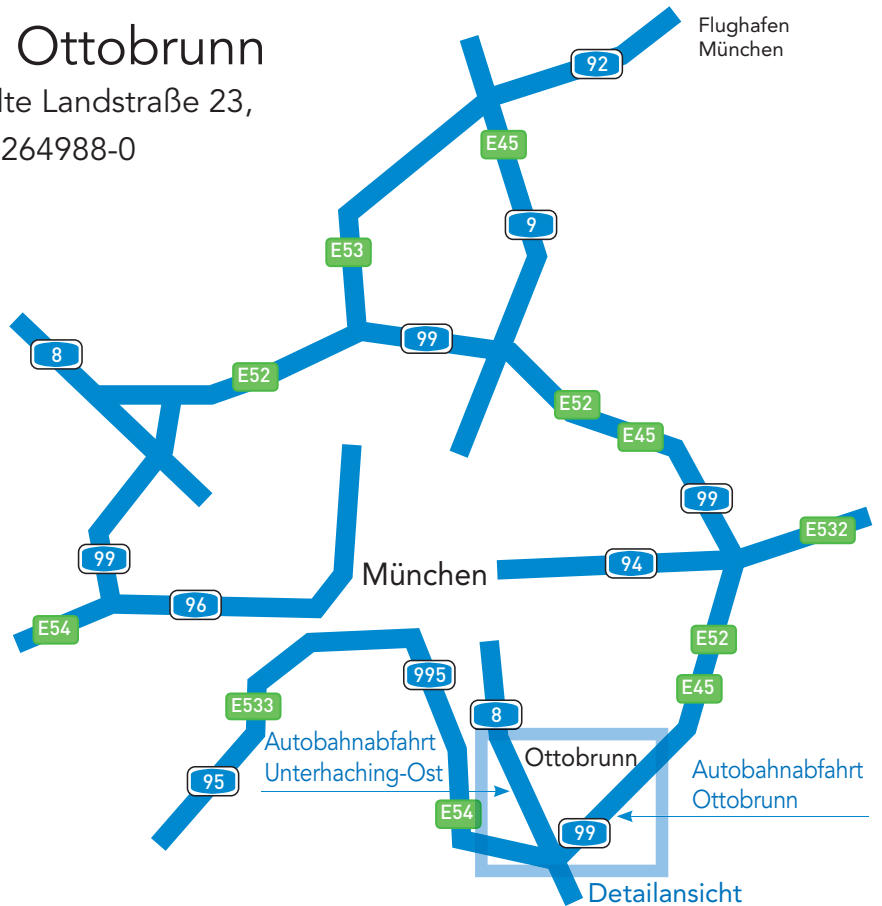 Ottobrunn
lte Landstraße 23,
264988-0
Flughafen
München
92
E45
9
E53
99
8
E52
E52
E45
99
E532
99
München
94
96
E54
E52
995
E45
E533
8
Autobahnabfahrt
Unterhaching-Ost
Ottobrunn
Autobahnabfahrt
Ottobrunn
95
E54
99
Detailansicht